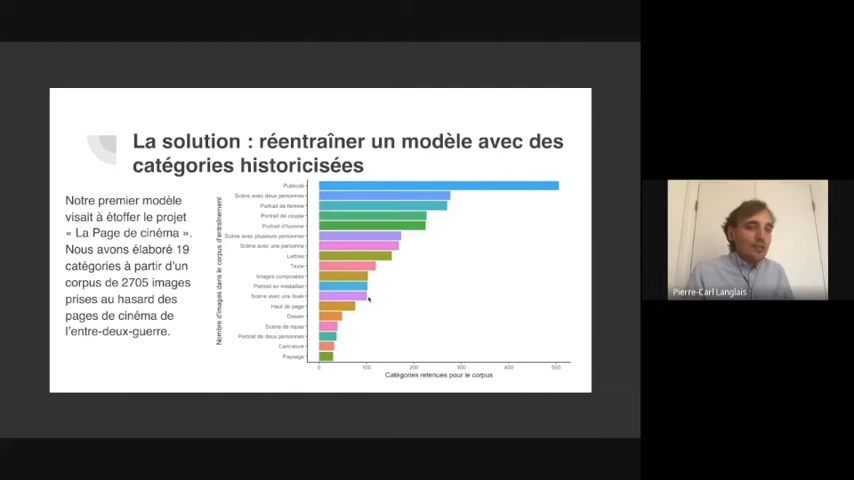 La solution : réentraîner un modèle avec des
catégories historicisées
Notre premier modèle
visait à étoffer le projet
« La Page de cinéma ».
Nous avons élaboré 19
catégories à partir d'un
corpus de 2705 images
prises au hasard des
pages de cinéma de
l'entre-deux-guerre.
Nombre d'images dans le corpus d'entraînement
Publicité
Scène avec deux personnes
Portrait de femme
Portrait de couple
Portrait d'homme
Scène avec plusieurs personnes
Scène avec une personne
Lettres
Texte
Images composées
Portrait en médaillon
Scène avec une foule
Haut de page
Dessin
Scène de repas
Portrait de deux personnes
Caricature
Paysage
0 100 200 300 400 500
Catégories retenues pour le corpus
Pierre-Carl Langlais